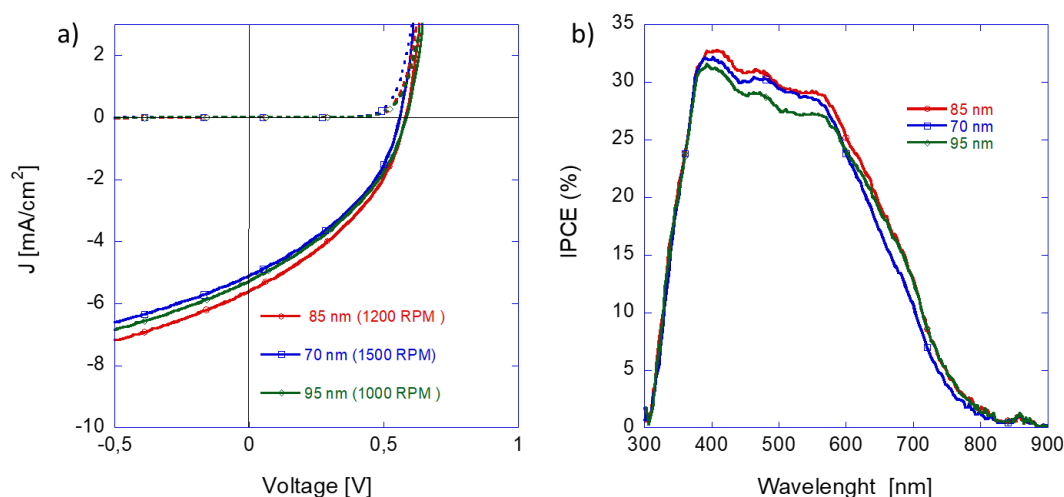 a)
2
0
-2
-4
-6
-8
-10
J [mA/cm²]
85 nm (1200 RPM )
70 nm (1500 RPM)
95 nm (1000 RPM )
-0,5
0
0,5
1
Voltage [V]
b)
35
30
25
20
15
10
5
0
IPCE (%)
85 nm
70 nm
95 nm
300 400 500 600 700 800 900
Wavelenght [nm]